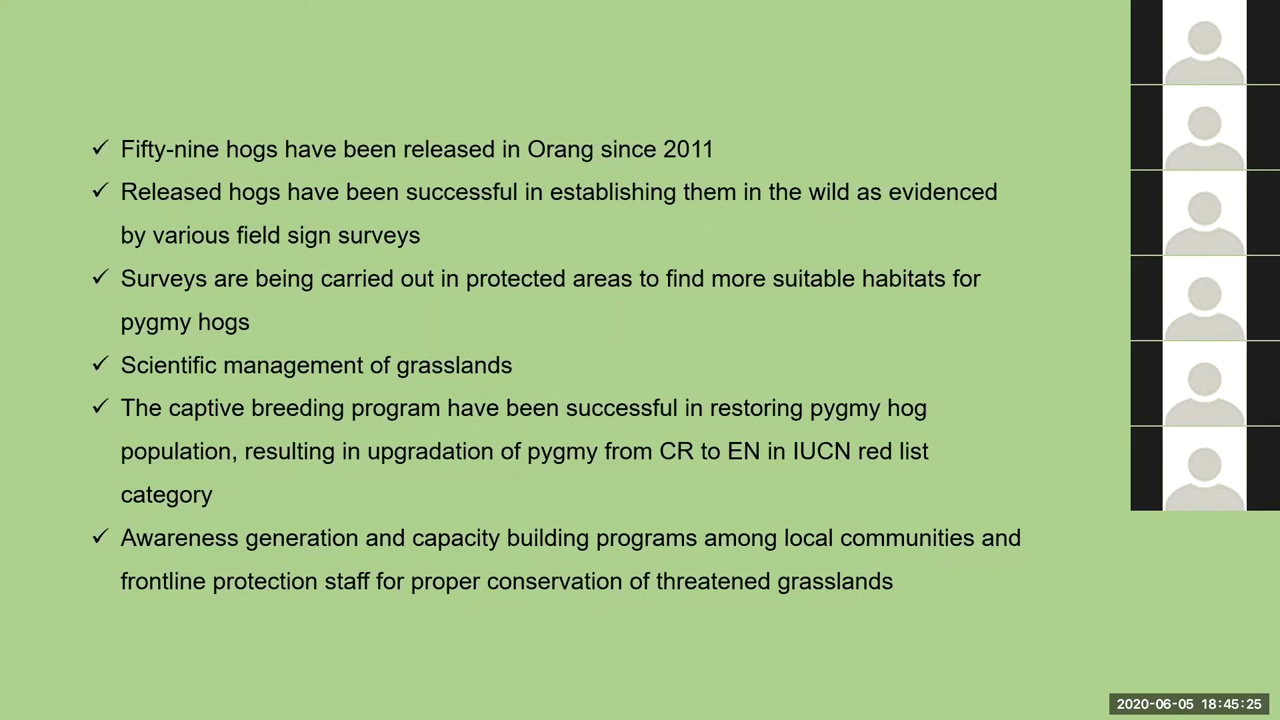 ✓ Fifty-nine hogs have been released in Orang since 2011
✓ Released hogs have been successful in establishing them in the wild as evidenced
by various field sign surveys
✓ Surveys are being carried out in protected areas to find more suitable habitats for
pygmy hogs
✓ Scientific management of grasslands
✓ The captive breeding program have been successful in restoring pygmy hog
population, resulting in upgradation of pygmy from CR to EN in IUCN red list
category
✓ Awareness generation and capacity building programs among local communities and
frontline protection staff for proper conservation of threatened grasslands
2020-06-05 18:45:25